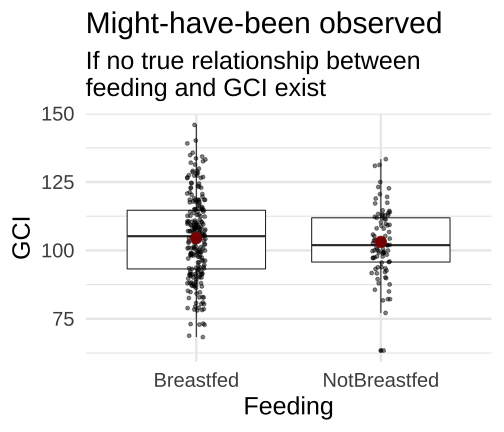 Might-have-been observed
If no true relationship between
feeding and GCI exist
150
125
100
75
GCI
Breastfed NotBreastfed
Feeding